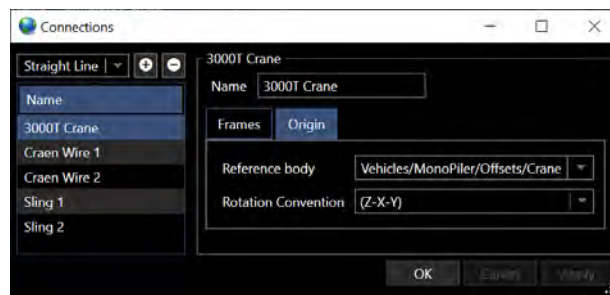 Connections
Straight Line
Name
3000T Crane
Craen Wire 1
Craen Wire 2
Sling 1
Sling 2
3000T Crane
Name 3000T Crane
Frames Origin
Reference body Vehicles/MonoPiler/Offsets/Crane
Rotation Convention (Z-X-Y)
OK Cancel